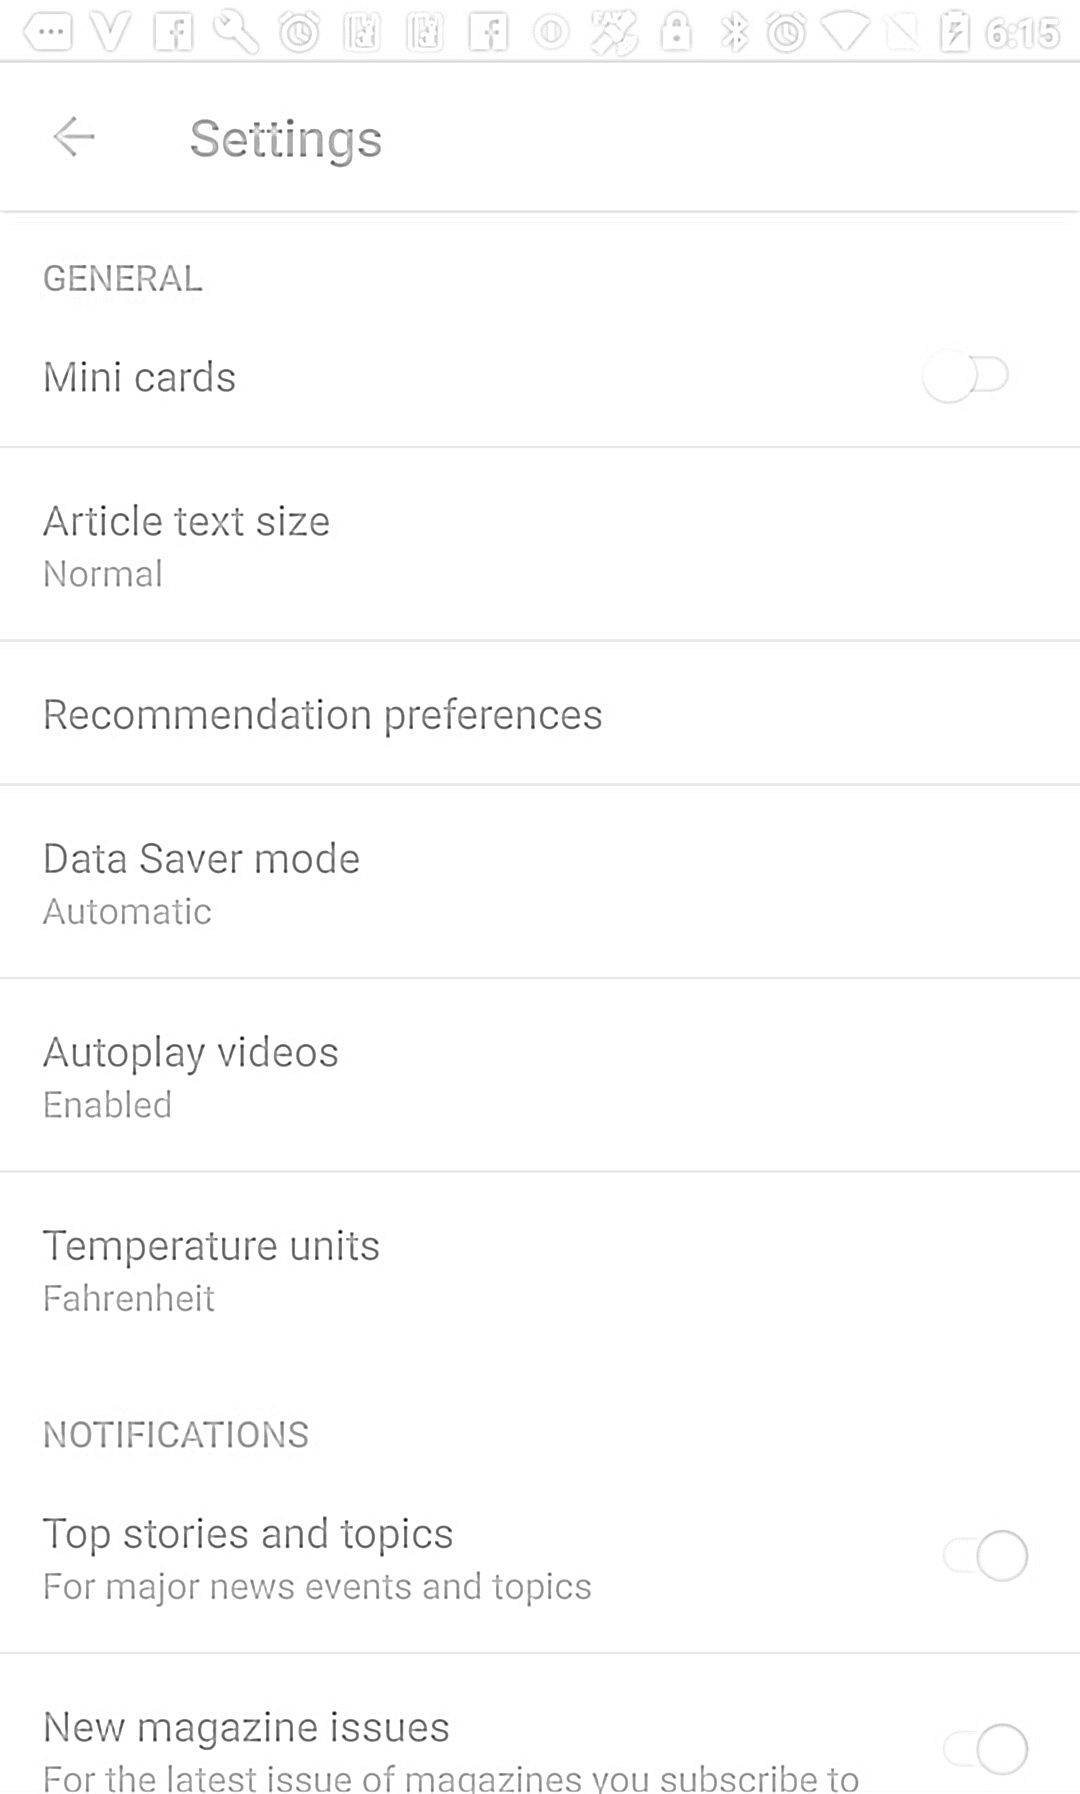 6:15
Settings
GENERAL
Mini cards
Article text size
Normal
Recommendation preferences
Data Saver mode
Automatic
Autoplay videos
Enabled
Temperature units
Fahrenheit
NOTIFICATIONS
Top stories and topics
For major news events and topics
New magazine issues
For the latest issue of magazines you subscribe to